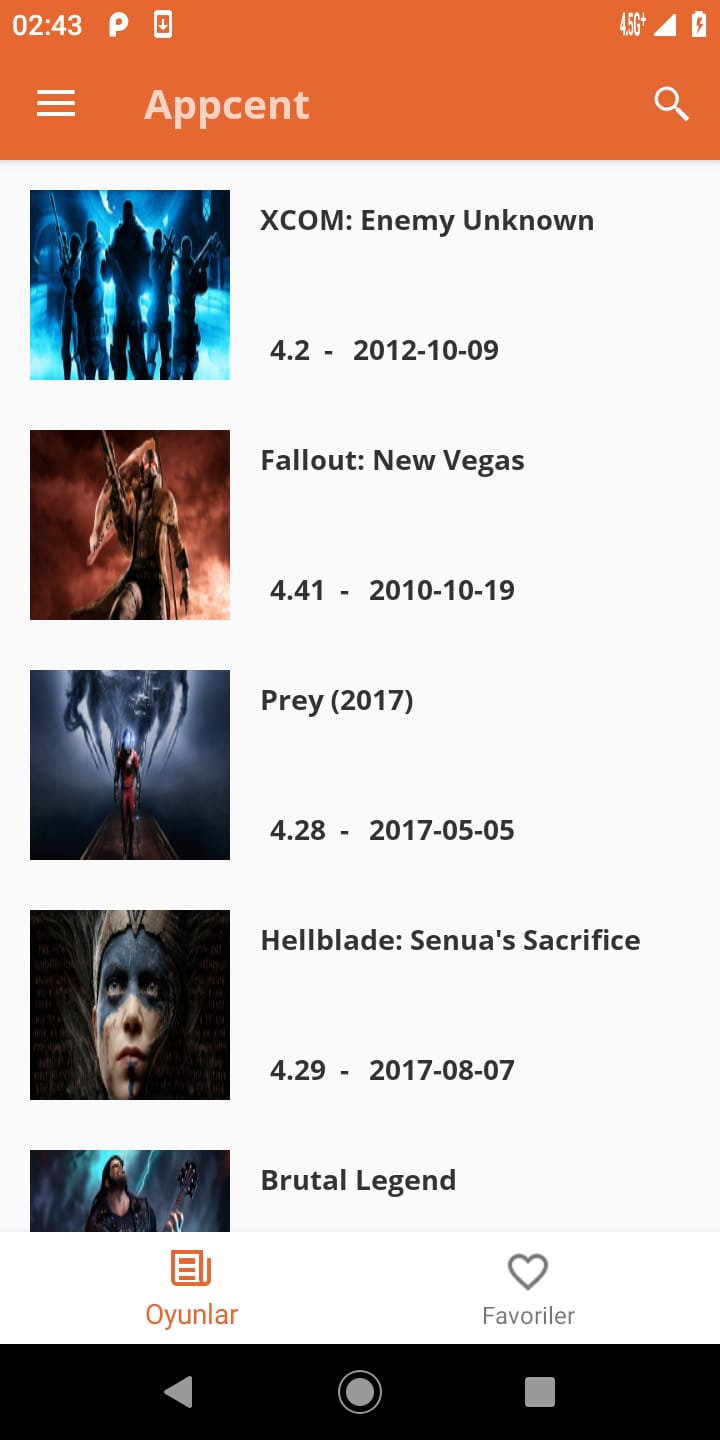 02:43 4.5G+
Appcent
XCOM: Enemy Unknown
4.2 - 2012-10-09
Fallout: New Vegas
4.41 - 2010-10-19
Prey (2017)
4.28 - 2017-05-05
Hellblade: Senua's Sacrifice
4.29 - 2017-08-07
Brutal Legend
Oyunlar Favoriler